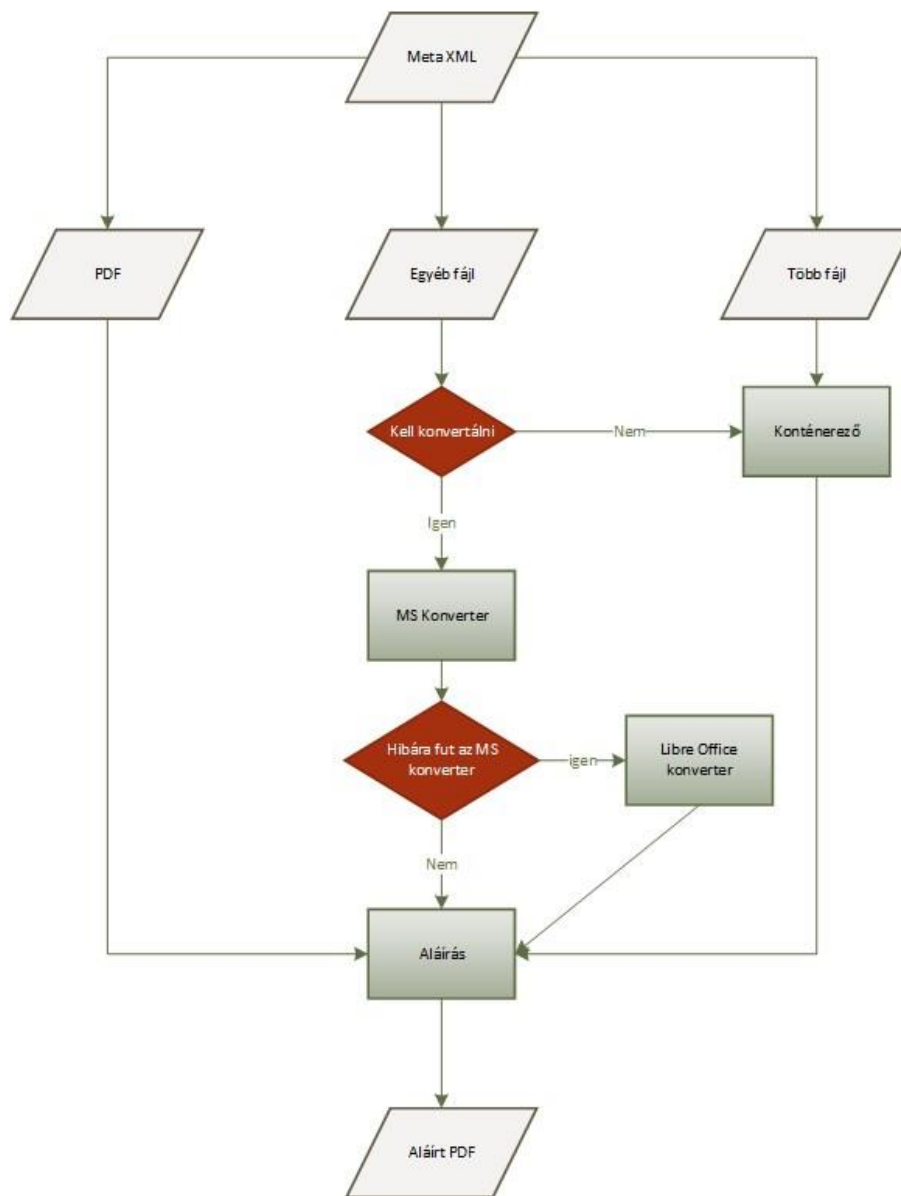 Meta XML
PDF
Egyéb fájl
Több fájl
Kell konvertálni
Nem
Konténerező
Igen
MS Konverter
Hibára fut az MS
konverter
igen
Libre Office
konverter
Nem
Aláírás
Aláírt PDF